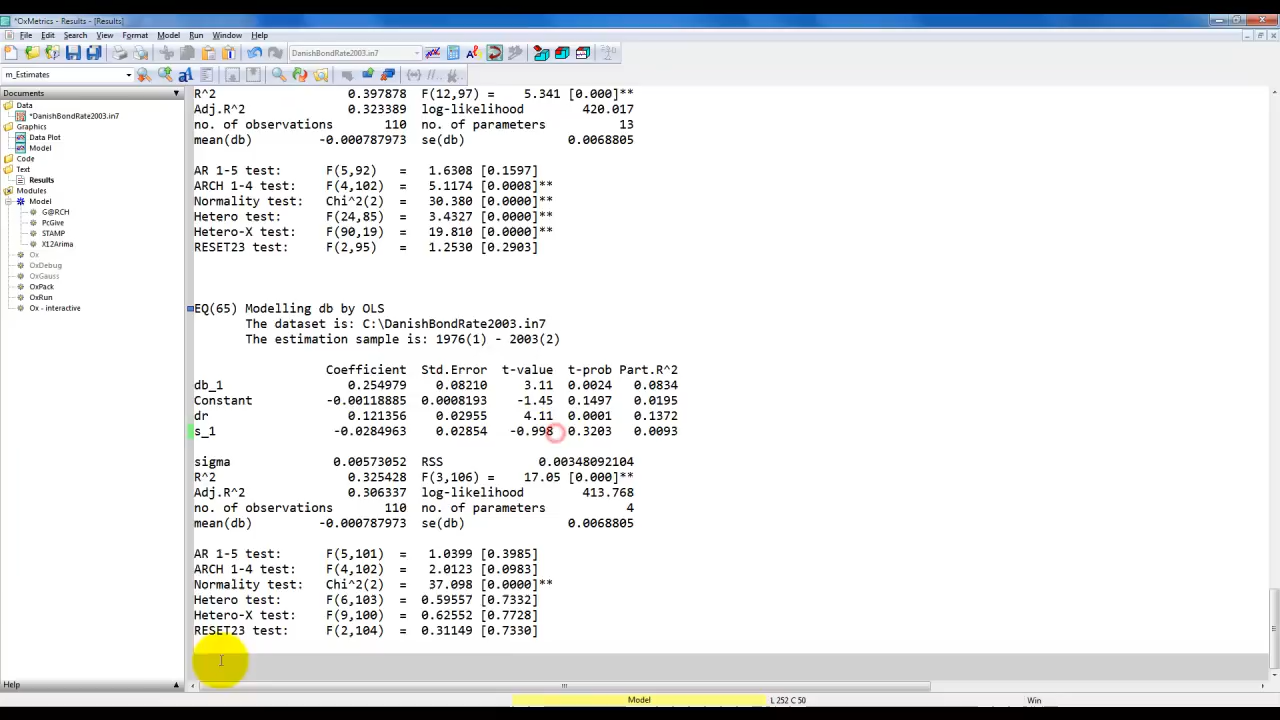 *OxMetrics - Results - [Results]
File Edit Search View Format Model Run Window Help
DanishBondRate2003.in7
m_Estimates
Documents
Data
*DanishBondRate2003.in7
Graphics
Data Plot
Model
Code
Text
Results
Modules
Model
G@RCH
PcGive
STAMP
X12Arima
Ox
OxDebug
OxGauss
OxPack
OxRun
Ox - interactive
Help
R^2 0.397878 F(12,97) = 5.341 [0.000]**
Adj.R^2 0.323389 log-likelihood 420.017
no. of observations 110 no. of parameters 13
mean(db) -0.000787973 se(db) 0.0068805
AR 1-5 test: F(5,92) = 1.6308 [0.1597]
ARCH 1-4 test: F(4,102) = 5.1174 [0.0008]**
Normality test: Chi^2(2) = 30.380 [0.0000]**
Hetero test: F(24,85) = 3.4327 [0.0000]**
Hetero-X test: F(90,19) = 19.810 [0.0000]**
RESET23 test: F(2,95) = 1.2530 [0.2903]
EQ(65) Modelling db by OLS
The dataset is: C:\DanishBondRate2003.in7
The estimation sample is: 1976(1) - 2003(2)
Coefficient Std.Error t-value t-prob Part.R^2
db_1 0.254979 0.08210 3.11 0.0024 0.0834
Constant -0.00118885 0.0008193 -1.45 0.1497 0.0195
dr 0.121356 0.02955 4.11 0.0001 0.1372
s_1 -0.0284963 0.02854 -0.998 0.3203 0.0093
sigma 0.00573052 RSS 0.00348092104
R^2 0.325428 F(3,106) = 17.05 [0.000]**
Adj.R^2 0.306337 log-likelihood 413.768
no. of observations 110 no. of parameters 4
mean(db) -0.000787973 se(db) 0.0068805
AR 1-5 test: F(5,101) = 1.0399 [0.3985]
ARCH 1-4 test: F(4,102) = 2.0123 [0.0983]
Normality test: Chi^2(2) = 37.098 [0.0000]**
Hetero test: F(6,103) = 0.59557 [0.7332]
Hetero-X test: F(9,100) = 0.62552 [0.7728]
RESET23 test: F(2,104) = 0.31149 [0.7330]
Model L 252 C 50 Win